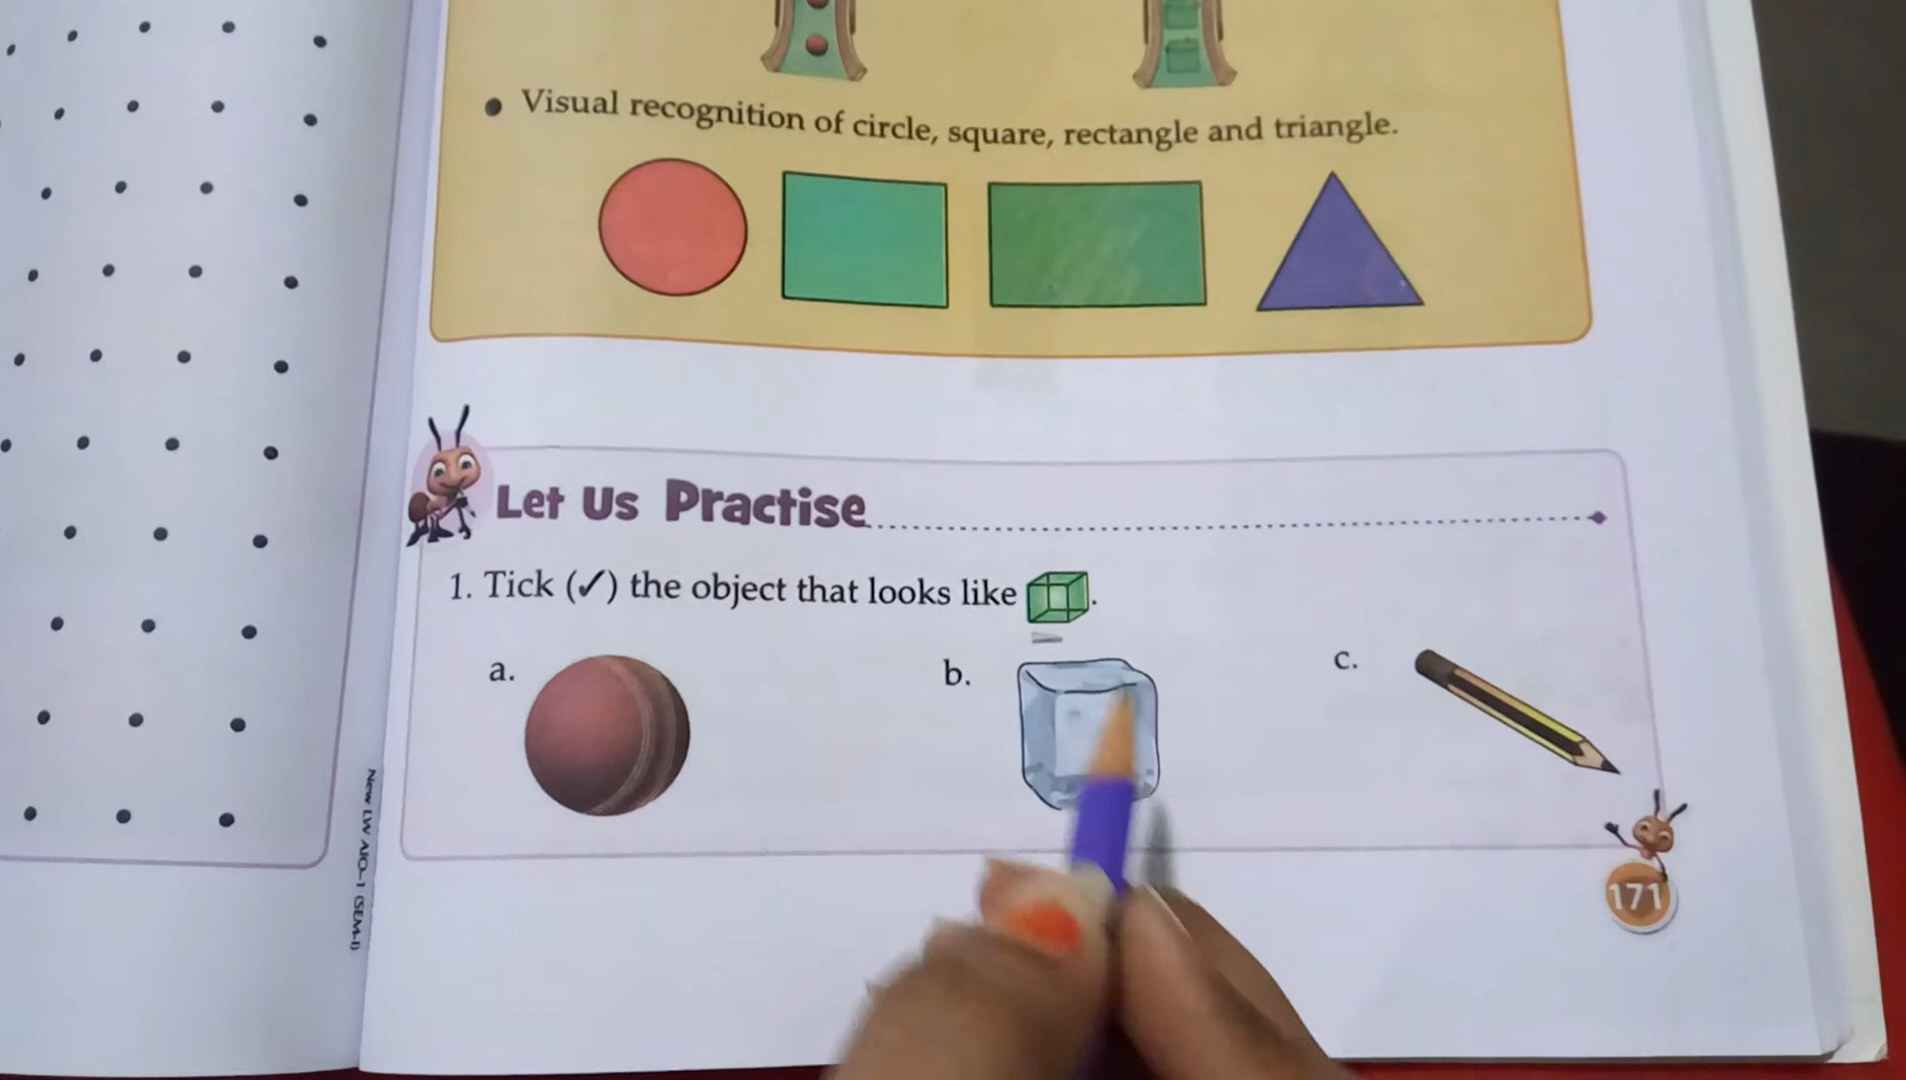 Visual recognition of circle, square, rectangle and triangle.
Let Us Practise
1. Tick (✓) the object that looks like .
a.
b.
c.
171
New LW AIO-1 (SEM-I)